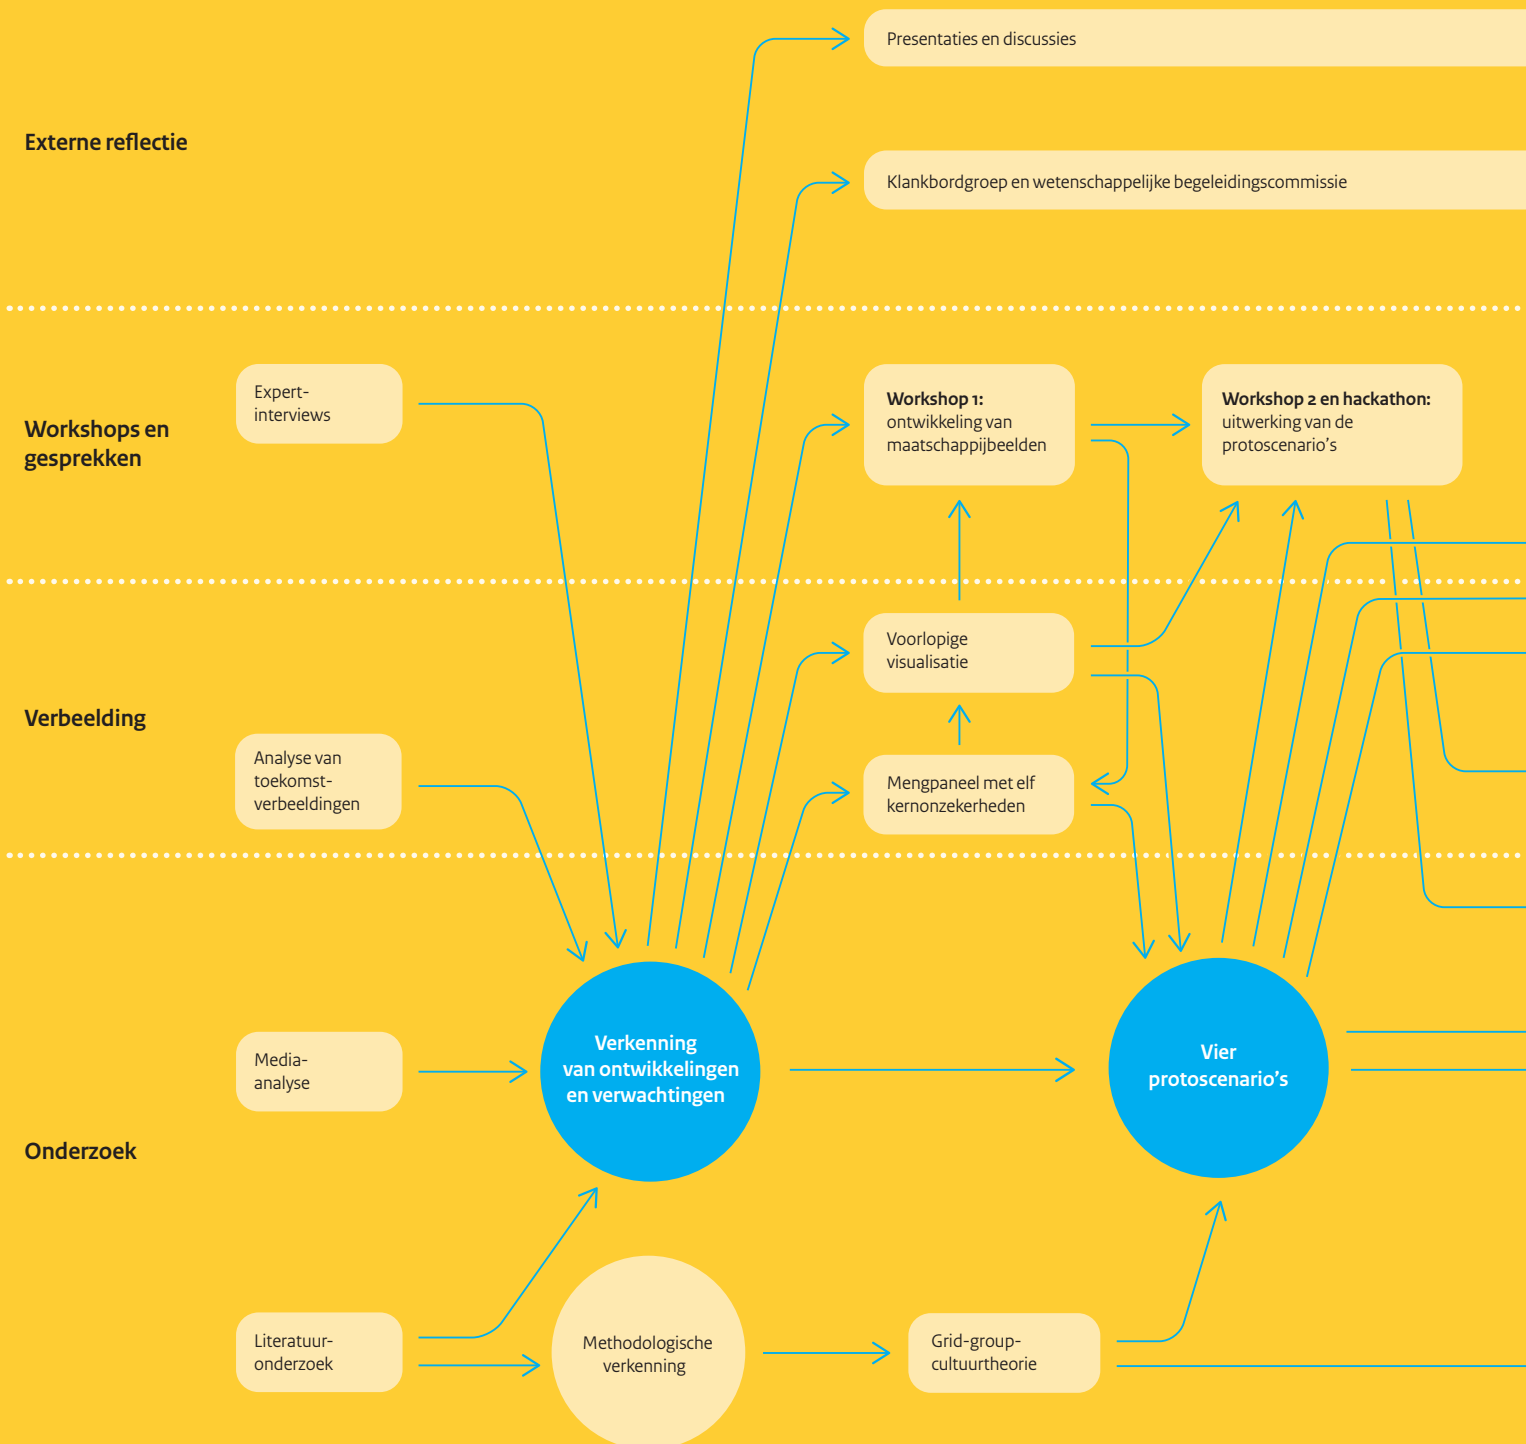 Presentaties en discussies
Externe reflectie
Klankbordgroep en wetenschappelijke begeleidingscommissie
Workshops en
gesprekken
Expert-
interviews
Workshop 1:
ontwikkeling van
maatschappijbeelden
Workshop 2 en hackathon:
uitwerking van de
protoscenario’s
Verbeelding
Voorlopige
visualisatie
Analyse van
toekomst-
verbeeldingen
Mengpaneel met elf
kernonzekerheden
Onderzoek
Media-
analyse
Verkenning
van ontwikkelingen
en verwachtingen
Vier
protoscenario’s
Literatuur-
onderzoek
Methodologische
verkenning
Grid-group-
cultuurtheorie